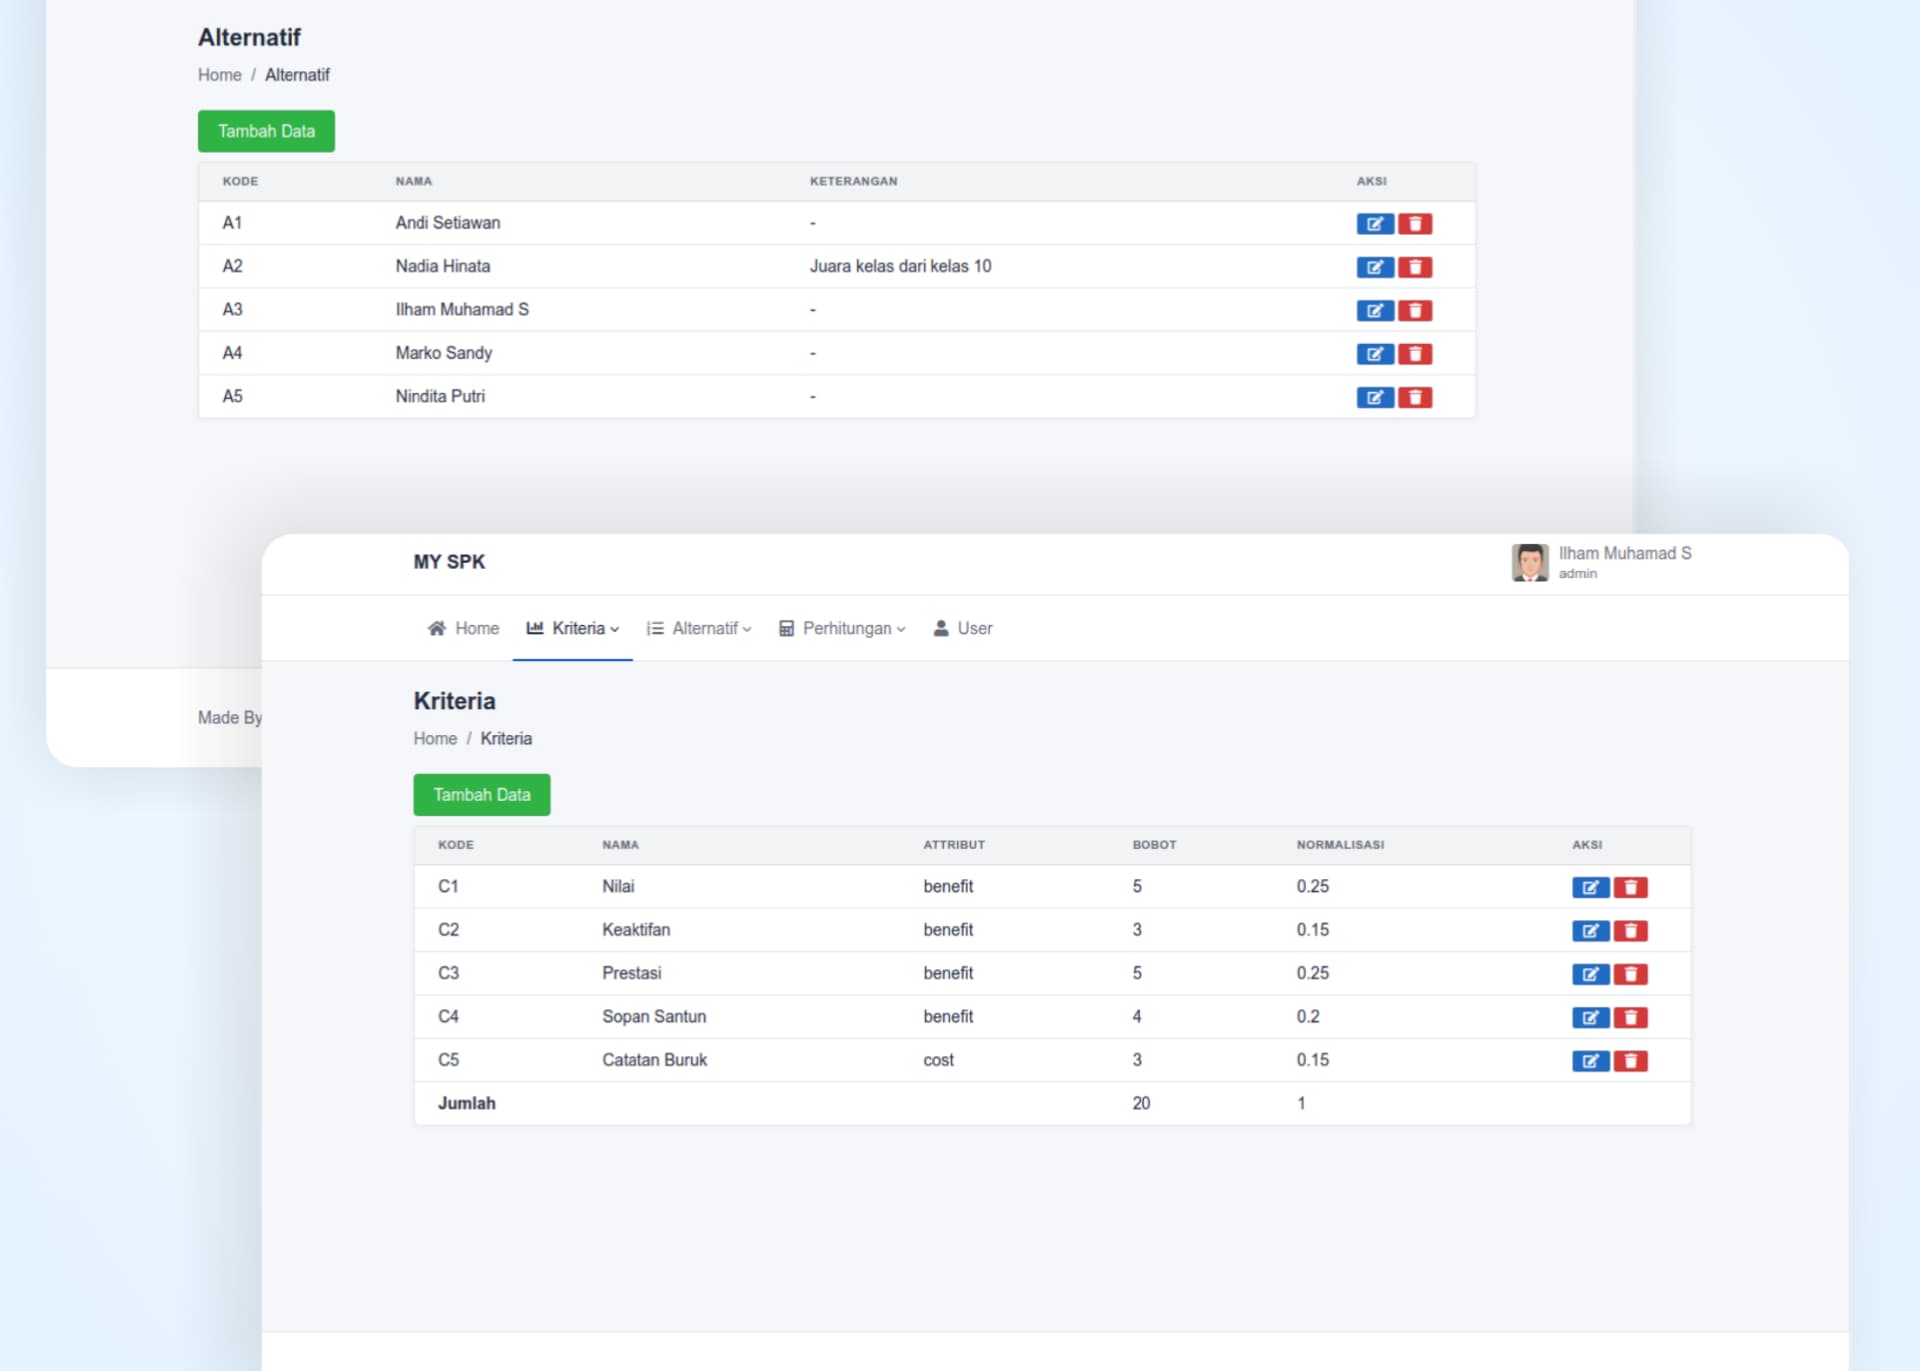 Alternatif
Home / Alternatif
Tambah Data
KODE NAMA KETERANGAN AKSI
A1 Andi Setiawan -
A2 Nadia Hinata Juara kelas dari kelas 10
A3 Ilham Muhamad S -
A4 Marko Sandy -
A5 Nindita Putri -
Made By
MY SPK
Ilham Muhamad S
admin
Home Kriteria Alternatif Perhitungan User
Kriteria
Home / Kriteria
Tambah Data
KODE NAMA ATTRIBUT BOBOT NORMALISASI AKSI
C1 Nilai benefit 5 0.25
C2 Keaktifan benefit 3 0.15
C3 Prestasi benefit 5 0.25
C4 Sopan Santun benefit 4 0.2
C5 Catatan Buruk cost 3 0.15
Jumlah 20 1